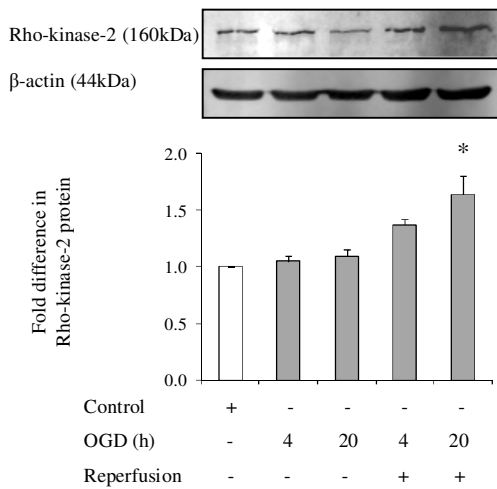 Rho-kinase-2 (160kDa)
β-actin (44kDa)
Fold difference in
Rho-kinase-2 protein
2.0
1.5
1.0
0.5
0.0
*
Control + - - - -
OGD (h) - 4 20 4 20
Reperfusion - - - + +